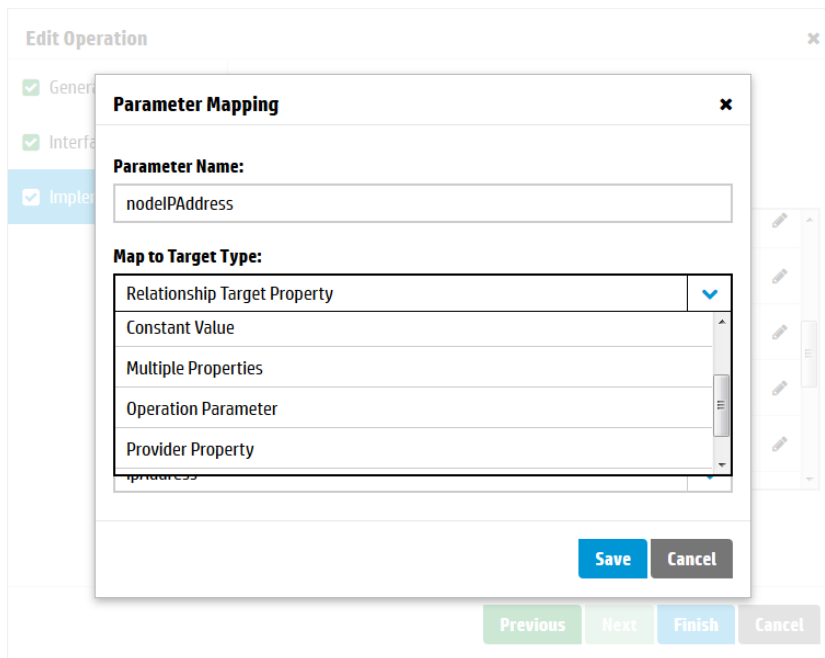 Edit Operation
Genera
Interfa
Implem
Parameter Mapping
Parameter Name:
nodeIPAddress
Map to Target Type:
Relationship Target Property
Constant Value
Multiple Properties
Operation Parameter
Provider Property
ipAddress
Save
Cancel
Previous
Next
Finish
Cancel